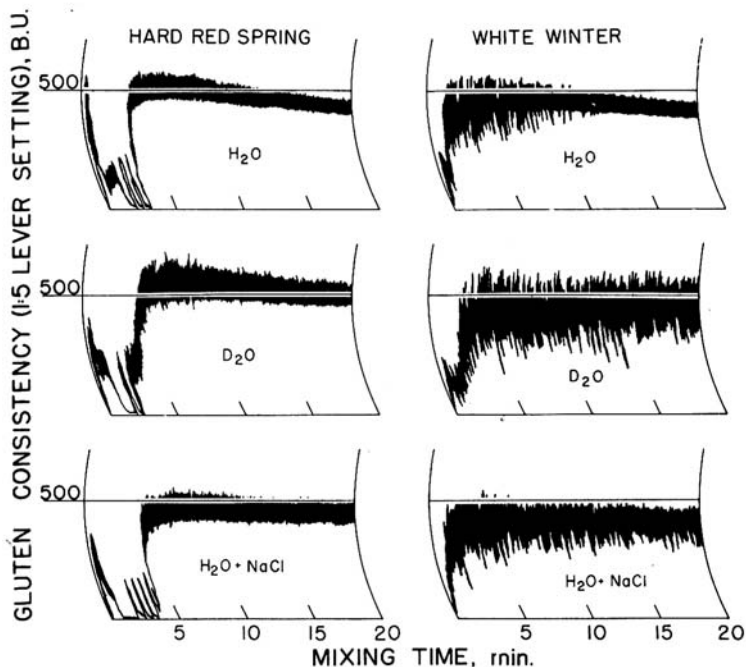 GLUTEN CONSISTENCY (1:5 LEVER SETTING), B.U.
HARD RED SPRING
WHITE WINTER
500
H₂O
H₂O
500
D₂O
D₂O
500
H₂O + NaCl
H₂O + NaCl
5 10 15 20
5 10 15 20
MIXING TIME, min.